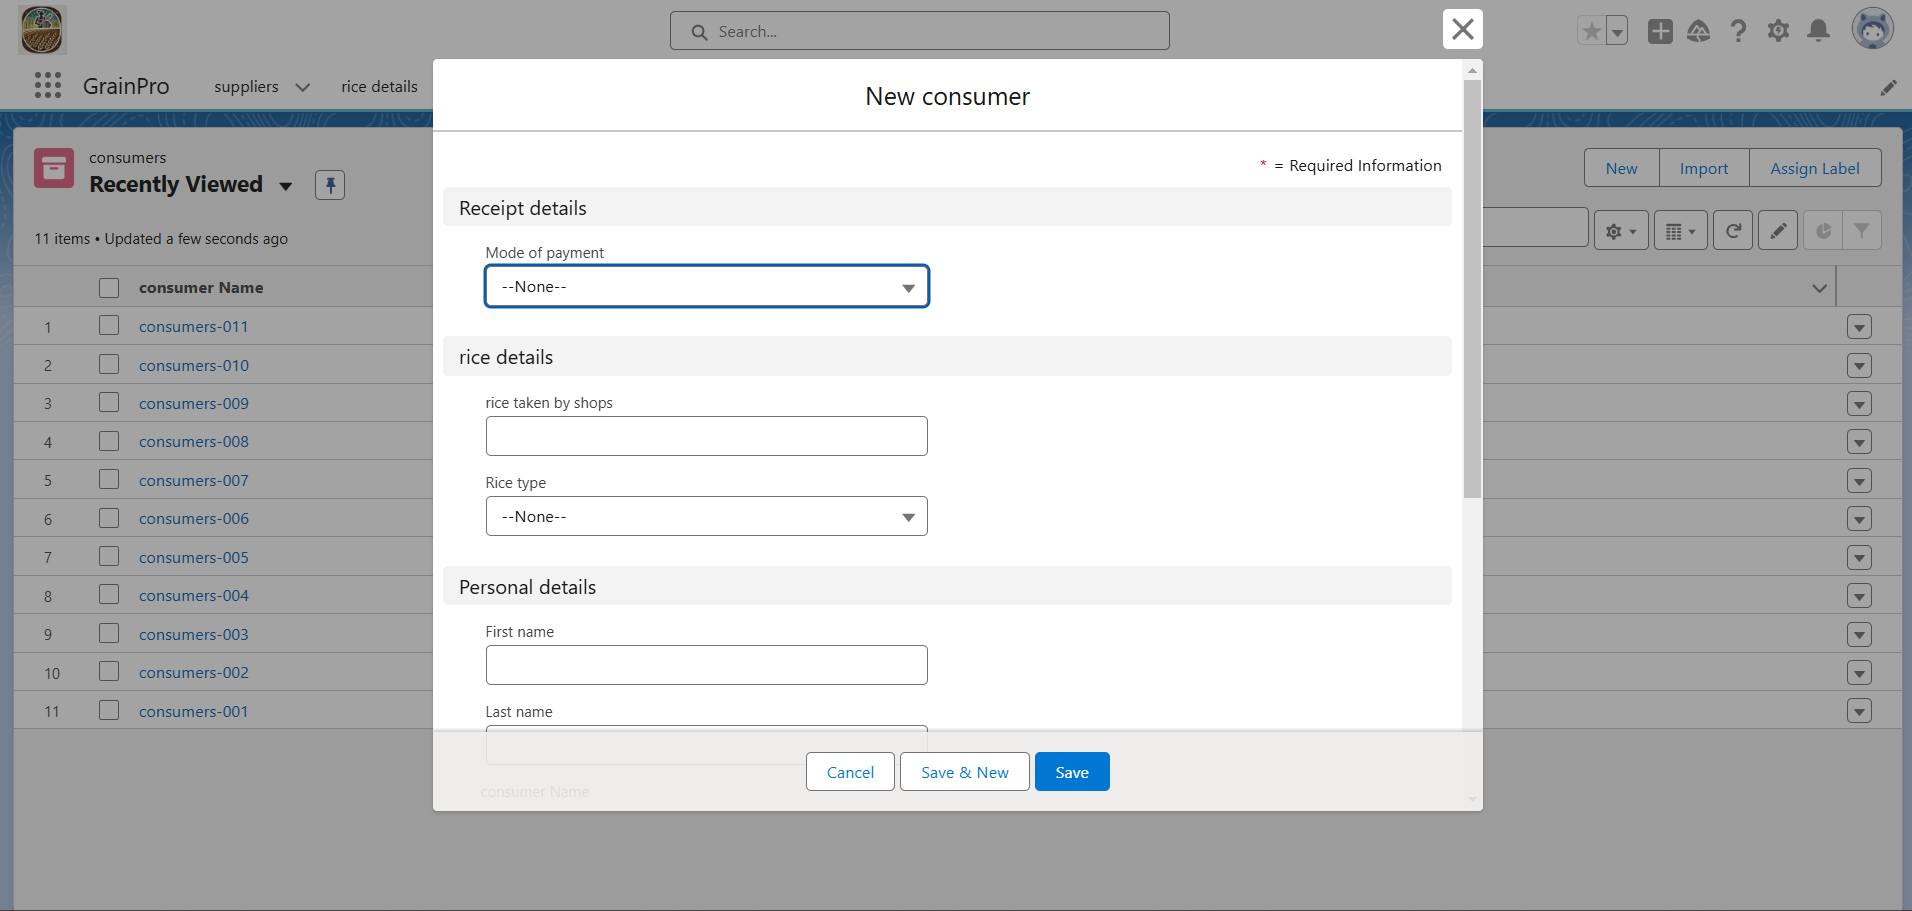 Search...
GrainPro
suppliers
rice details
New consumer
* = Required Information
consumers
Recently Viewed
11 items • Updated a few seconds ago
New
Import
Assign Label
Receipt details
Mode of payment
--None--
rice details
rice taken by shops
Rice type
--None--
Personal details
First name
Last name
consumer Name
Cancel
Save & New
Save
consumer Name
1 consumers-011
2 consumers-010
3 consumers-009
4 consumers-008
5 consumers-007
6 consumers-006
7 consumers-005
8 consumers-004
9 consumers-003
10 consumers-002
11 consumers-001